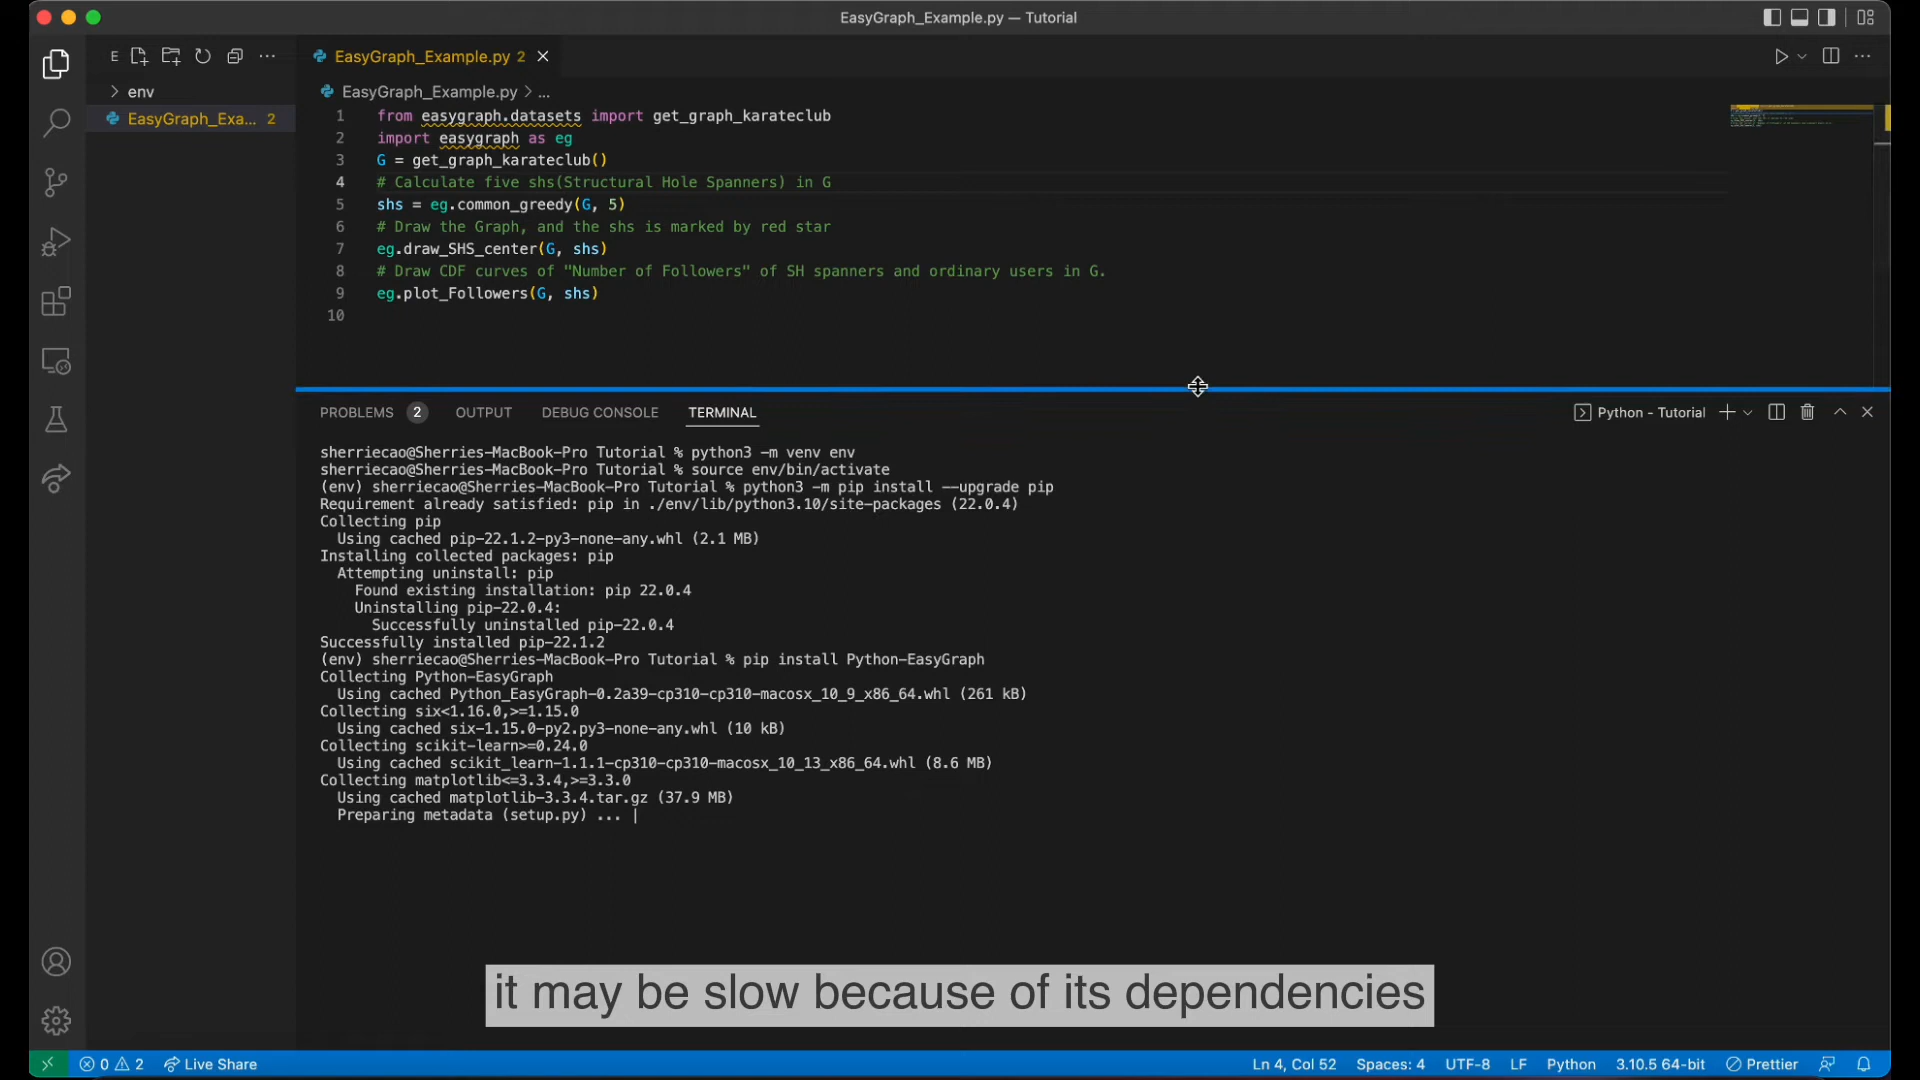 EasyGraph_Example.py — Tutorial
E
EasyGraph_Example.py 2
env
EasyGraph_Exa... 2
EasyGraph_Example.py > ...
1 from easygraph.datasets import get_graph_karateclub
2 import easygraph as eg
3 G = get_graph_karateclub()
4 # Calculate five shs(Structural Hole Spanners) in G
5 shs = eg.common_greedy(G, 5)
6 # Draw the Graph, and the shs is marked by red star
7 eg.draw_SHS_center(G, shs)
8 # Draw CDF curves of "Number of Followers" of SH spanners and ordinary users in G.
9 eg.plot_Followers(G, shs)
10
PROBLEMS 2 OUTPUT DEBUG CONSOLE TERMINAL Python - Tutorial
sherriecao@Sherries-MacBook-Pro Tutorial % python3 -m venv env
sherriecao@Sherries-MacBook-Pro Tutorial % source env/bin/activate
(env) sherriecao@Sherries-MacBook-Pro Tutorial % python3 -m pip install --upgrade pip
Requirement already satisfied: pip in ./env/lib/python3.10/site-packages (22.0.4)
Collecting pip
Using cached pip-22.1.2-py3-none-any.whl (2.1 MB)
Installing collected packages: pip
Attempting uninstall: pip
Found existing installation: pip 22.0.4
Uninstalling pip-22.0.4:
Successfully uninstalled pip-22.0.4
Successfully installed pip-22.1.2
(env) sherriecao@Sherries-MacBook-Pro Tutorial % pip install Python-EasyGraph
Collecting Python-EasyGraph
Using cached Python_EasyGraph-0.2a39-cp310-cp310-macosx_10_9_x86_64.whl (261 kB)
Collecting six<1.16.0,>=1.15.0
Using cached six-1.15.0-py2.py3-none-any.whl (10 kB)
Collecting scikit-learn>=0.24.0
Using cached scikit_learn-1.1.1-cp310-cp310-macosx_10_13_x86_64.whl (8.6 MB)
Collecting matplotlib<=3.3.4,>=3.3.0
Using cached matplotlib-3.3.4.tar.gz (37.9 MB)
Preparing metadata (setup.py) ... |
it may be slow because of its dependencies
0 2 Live Share Ln 4, Col 52 Spaces: 4 UTF-8 LF Python 3.10.5 64-bit Prettier